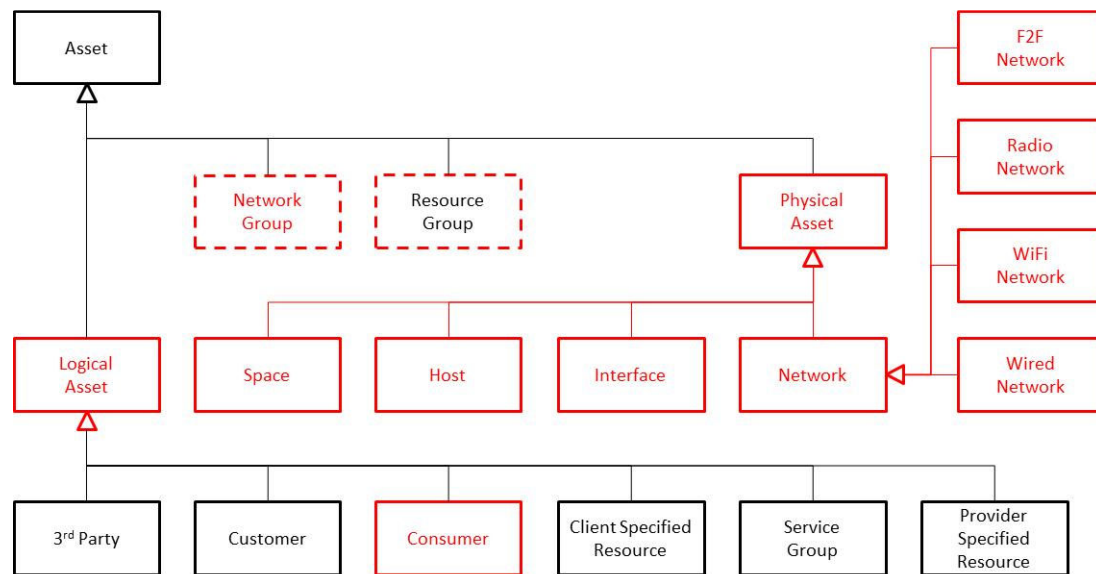 Asset
F2F
Network
Radio
Network
Network
Group
Resource
Group
Physical
Asset
WiFi
Network
Logical
Asset
Space
Host
Interface
Network
Wired
Network
3rd Party
Customer
Consumer
Client Specified
Resource
Service
Group
Provider
Specified
Resource